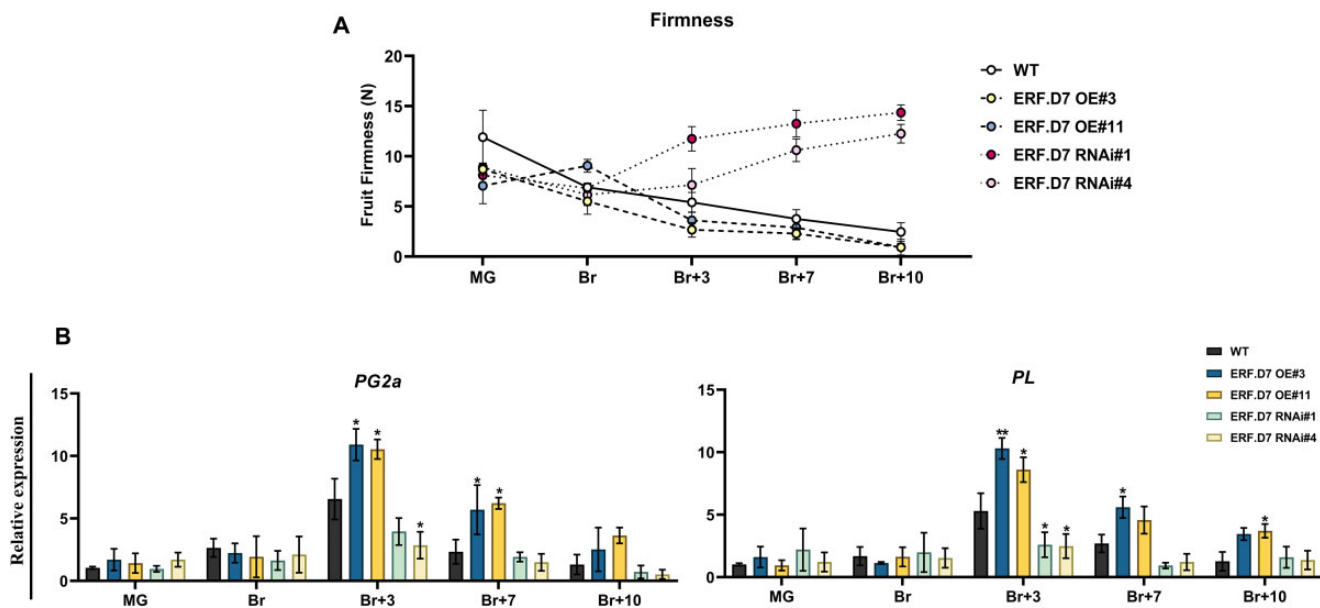 A
Firmness
Fruit Firmness (N)
20
15
10
5
0
MG Br Br+3 Br+7 Br+10
WT
ERF.D7 OE#3
ERF.D7 OE#11
ERF.D7 RNAi#1
ERF.D7 RNAi#4
B
Relative expression
PG2a
15
10
5
0
* * * * *
MG Br Br+3 Br+7 Br+10
PL
15
10
5
0
** * * * * *
MG Br Br+3 Br+7 Br+10
WT
ERF.D7 OE#3
ERF.D7 OE#11
ERF.D7 RNAi#1
ERF.D7 RNAi#4